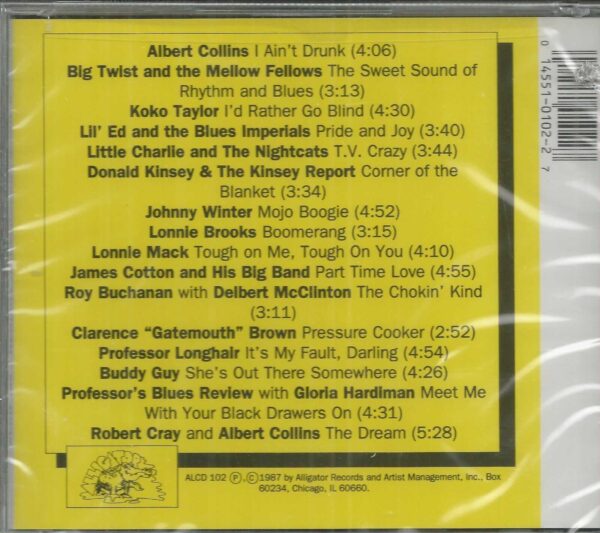 Albert Collins I Ain't Drunk (4:06)
Big Twist and the Mellow Fellows The Sweet Sound of
Rhythm and Blues (3:13)
Koko Taylor I'd Rather Go Blind (4:30)
Lil' Ed and the Blues Imperials Pride and Joy (3:40)
Little Charlie and The Nightcats T.V. Crazy (3:44)
Donald Kinsey & The Kinsey Report Corner of the
Blanket (3:34)
Johnny Winter Mojo Boogie (4:52)
Lonnie Brooks Boomerang (3:15)
Lonnie Mack Tough on Me, Tough On You (4:10)
James Cotton and His Big Band Part Time Love (4:55)
Roy Buchanan with Delbert McClinton The Chokin' Kind
(3:11)
Clarence "Gatemouth" Brown Pressure Cooker (2:52)
Professor Longhair It's My Fault, Darling (4:54)
Buddy Guy She's Out There Somewhere (4:26)
Professor's Blues Review with Gloria Hardiman Meet Me
With Your Black Drawers On (4:31)
Robert Cray and Albert Collins The Dream (5:28)
ALLIGATOR
ALCD 102 Ⓟ,©1987 by Alligator Records and Artist Management, Inc., Box
60234, Chicago, IL 60660.
0 14551-0102-2 7